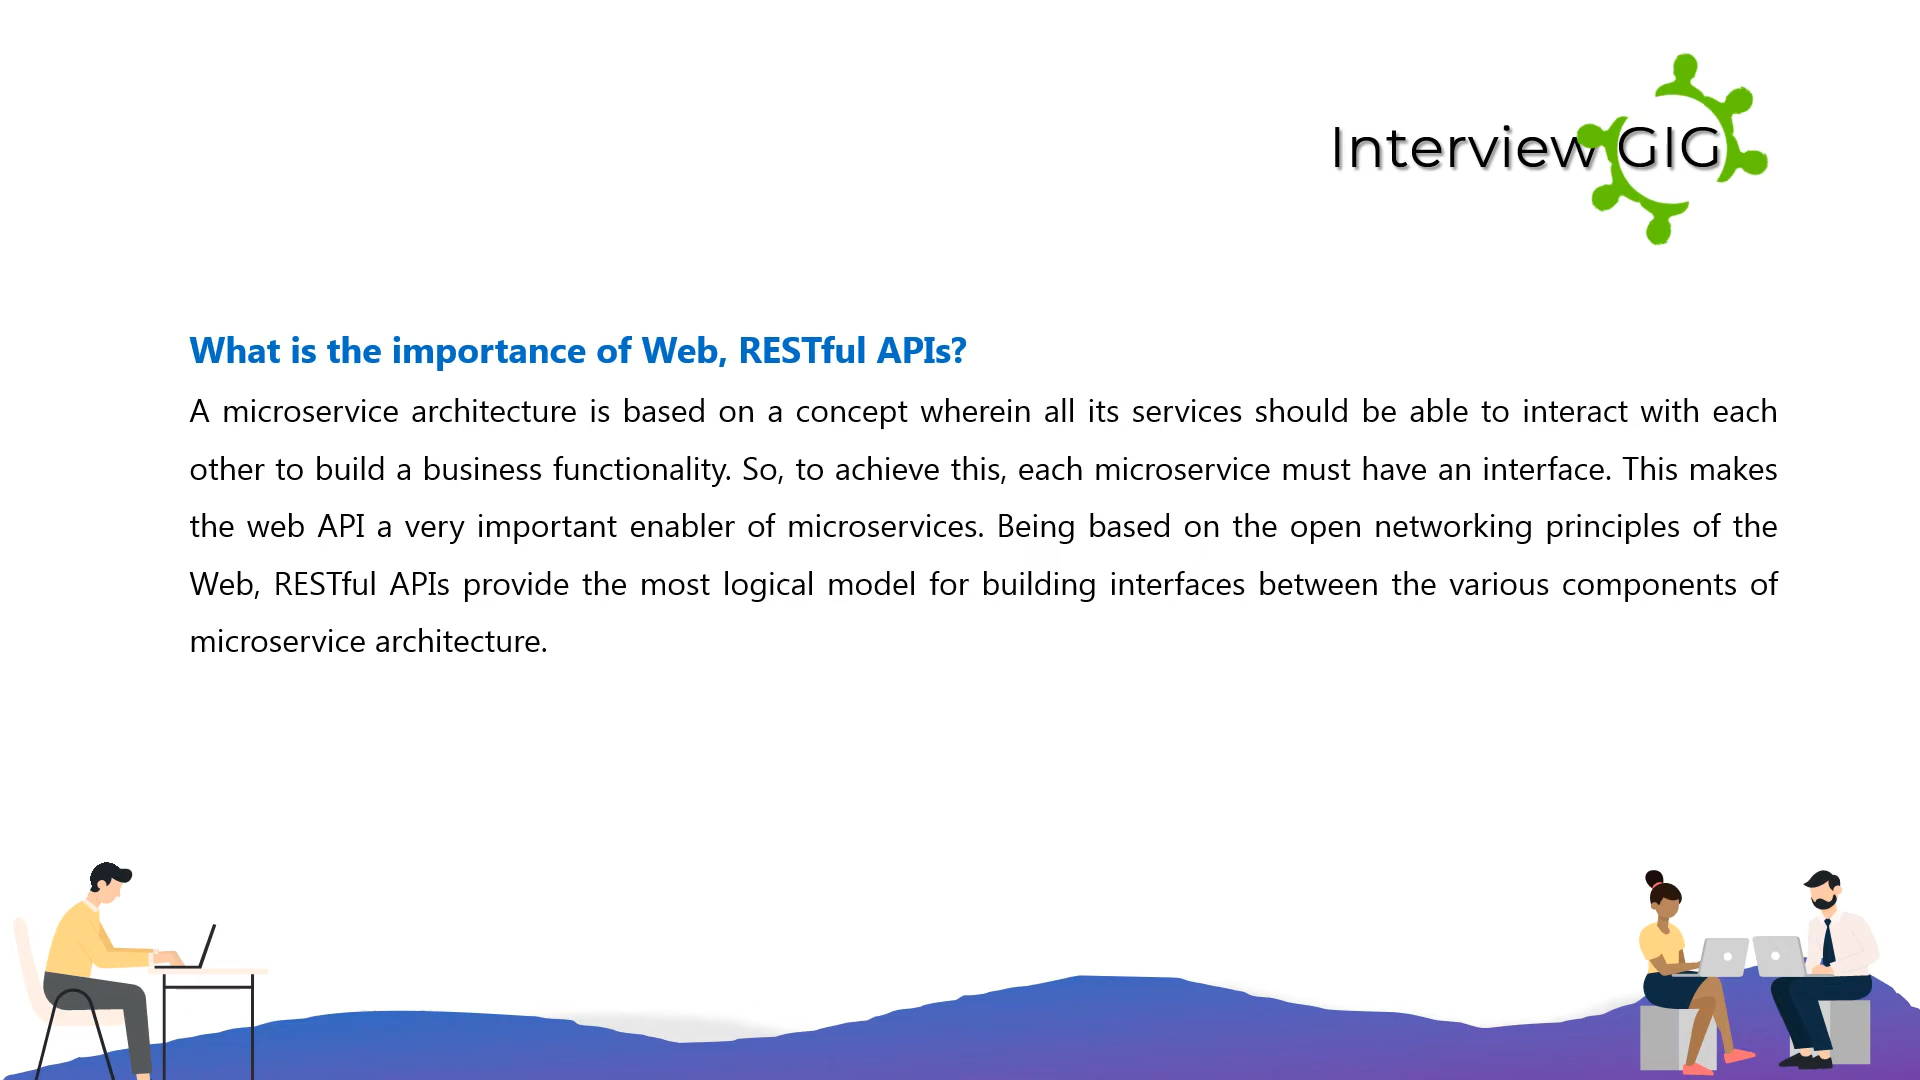 Interview GIG
What is the importance of Web, RESTful APIs?
A microservice architecture is based on a concept wherein all its services should be able to interact with each
other to build a business functionality. So, to achieve this, each microservice must have an interface. This makes
the web API a very important enabler of microservices. Being based on the open networking principles of the
Web, RESTful APIs provide the most logical model for building interfaces between the various components of
microservice architecture.